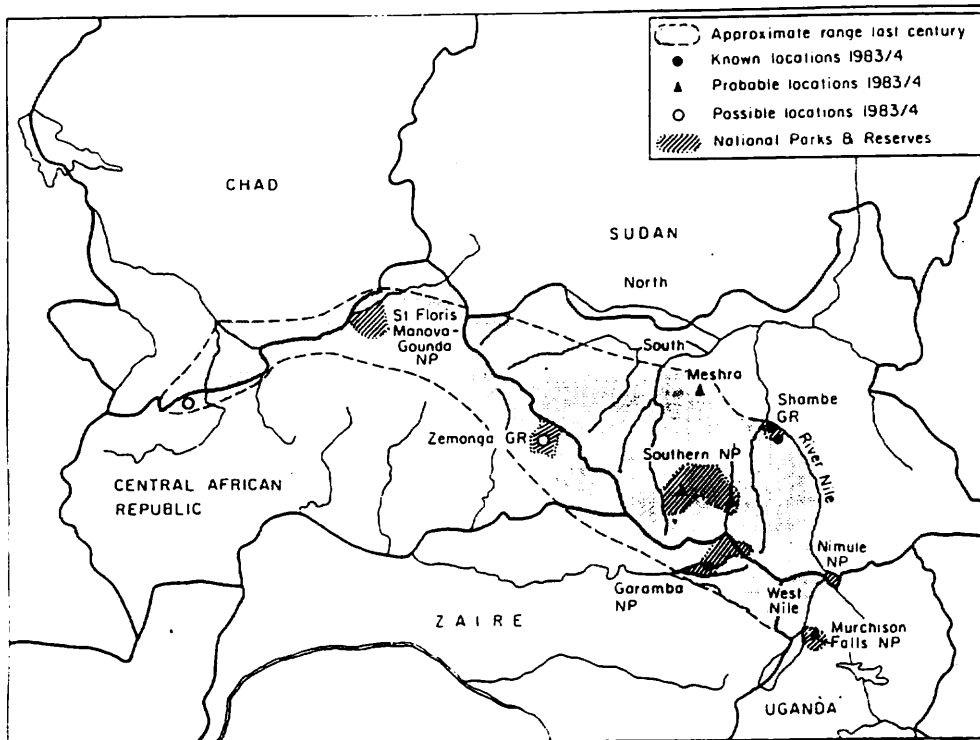 Approximate range last century
Known locations 1983/4
Probable locations 1983/4
Possible locations 1983/4
National Parks & Reserves
CHAD
SUDAN
North
St Floris
Manova-
Gounda
NP
South
Meshra
Shambe
GR
River Nile
Zemonga GR
Southern NP
CENTRAL AFRICAN
REPUBLIC
Nimule
NP
Garamba
NP
West
Nile
ZAIRE
Murchison
Falls NP
UGANDA